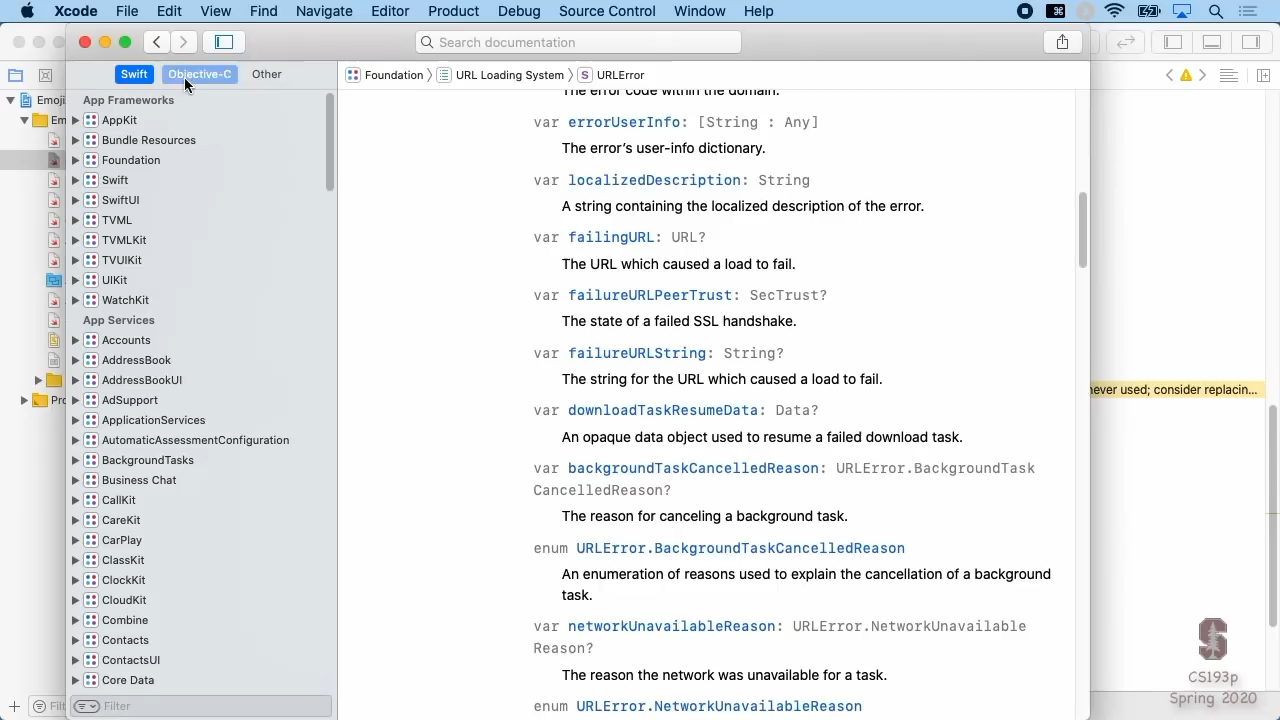 Xcode File Edit View Find Navigate Editor Product Debug Source Control Window Help
Search documentation
Swift Objective-C Other
Foundation URL Loading System S URLError
App Frameworks
AppKit
Bundle Resources
Foundation
Swift
SwiftUI
TVML
TVMLKit
TVUIKit
UIKit
WatchKit
App Services
Accounts
AddressBook
AddressBookUI
AdSupport
ApplicationServices
AutomaticAssessmentConfiguration
BackgroundTasks
Business Chat
CallKit
CareKit
CarPlay
ClassKit
ClockKit
CloudKit
Combine
Contacts
ContactsUI
Core Data
Filter
Emoji
Em
Pro
Filt
The error code within the domain.
var errorUserInfo: [String : Any]
The error's user-info dictionary.
var localizedDescription: String
A string containing the localized description of the error.
var failingURL: URL?
The URL which caused a load to fail.
var failureURLPeerTrust: SecTrust?
The state of a failed SSL handshake.
var failureURLString: String?
The string for the URL which caused a load to fail.
var downloadTaskResumeData: Data?
An opaque data object used to resume a failed download task.
var backgroundTaskCancelledReason: URLError.BackgroundTask
CancelledReason?
The reason for canceling a background task.
enum URLError.BackgroundTaskCancelledReason
An enumeration of reasons used to explain the cancellation of a background
task.
var networkUnavailableReason: URLError.NetworkUnavailable
Reason?
The reason the network was unavailable for a task.
enum URLError.NetworkUnavailableReason
never used; consider replacin...
CS193p
Spring 2020